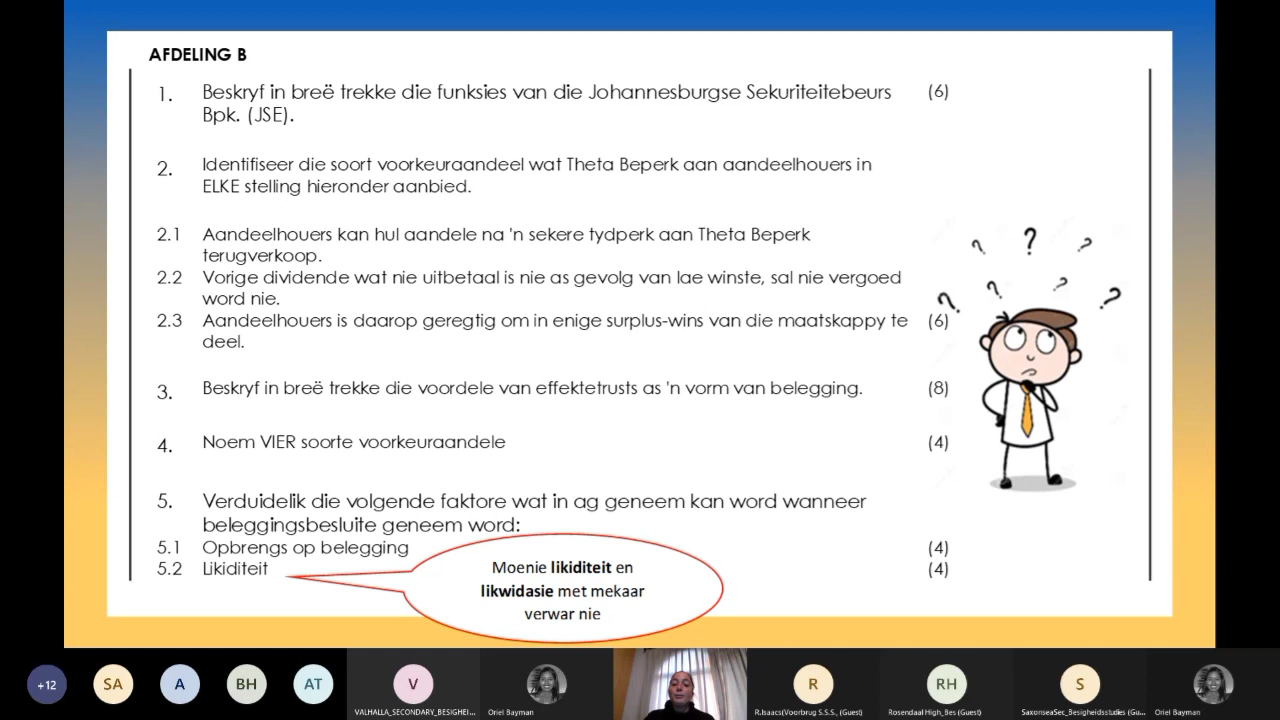 AFDELING B
1. Beskryf in breë trekke die funksies van die Johannesburgse Sekuriteitebeurs (6)
Bpk. (JSE).
2. Identifiseer die soort voorkeuraandeel wat Theta Beperk aan aandeelhouers in
ELKE stelling hieronder aanbied.
2.1 Aandeelhouers kan hul aandele na 'n sekere tydperk aan Theta Beperk
terugverkoop.
2.2 Vorige dividende wat nie uitbetaal is nie as gevolg van lae winste, sal nie vergoed
word nie.
2.3 Aandeelhouers is daarop geregtig om in enige surplus-wins van die maatskappy te (6)
deel.
3. Beskryf in breë trekke die voordele van effektetrusts as 'n vorm van belegging. (8)
4. Noem VIER soorte voorkeuraandele (4)
5. Verduidelik die volgende faktore wat in ag geneem kan word wanneer
beleggingsbesluite geneem word:
5.1 Opbrengs op belegging (4)
5.2 Likiditeit (4)
Moenie likiditeit en
likwidasie met mekaar
verwar nie
? ? ? ? ? ? ?
+12 SA A BH AT V R RH S
VALHALLA_SECONDARY_BESIGHEI... Oriel Bayman R.Isaacs(Voorbrug S.S.S., (Guest) Rosendaal High_Bes (Guest) SaxonseaSec_Besigheidsstudies (Gu... Oriel Bayman